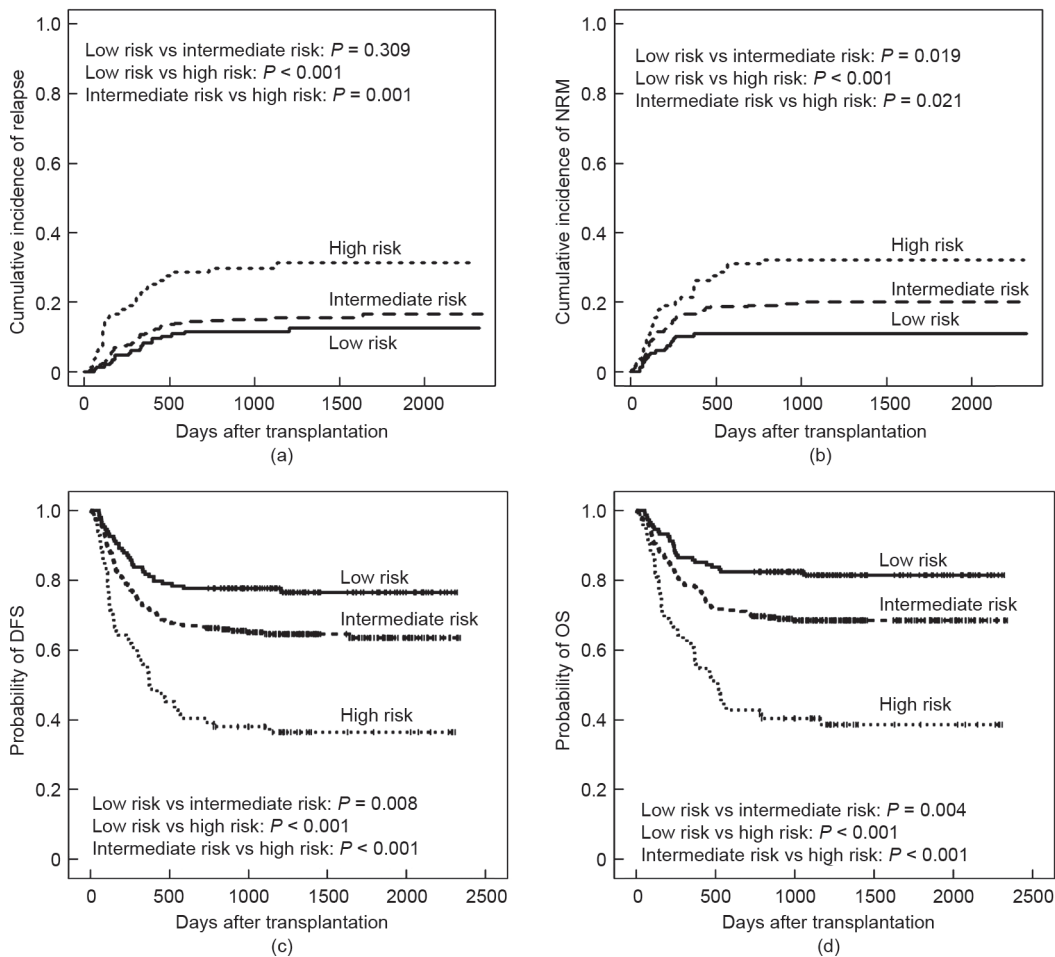 Low risk vs intermediate risk: P = 0.309
Low risk vs high risk: P < 0.001
Intermediate risk vs high risk: P = 0.001
Cumulative incidence of relapse
1.0
0.8
0.6
0.4
0.2
0
High risk
Intermediate risk
Low risk
0 500 1000 1500 2000
Days after transplantation
(a)
Low risk vs intermediate risk: P = 0.019
Low risk vs high risk: P < 0.001
Intermediate risk vs high risk: P = 0.021
Cumulative incidence of NRM
1.0
0.8
0.6
0.4
0.2
0
High risk
Intermediate risk
Low risk
0 500 1000 1500 2000
Days after transplantation
(b)
Probability of DFS
1.0
0.8
0.6
0.4
0.2
0
Low risk
Intermediate risk
High risk
Low risk vs intermediate risk: P = 0.008
Low risk vs high risk: P < 0.001
Intermediate risk vs high risk: P < 0.001
0 500 1000 1500 2000 2500
Days after transplantation
(c)
Probability of OS
1.0
0.8
0.6
0.4
0.2
0
Low risk
Intermediate risk
High risk
Low risk vs intermediate risk: P = 0.004
Low risk vs high risk: P < 0.001
Intermediate risk vs high risk: P < 0.001
0 500 1000 1500 2000 2500
Days after transplantation
(d)